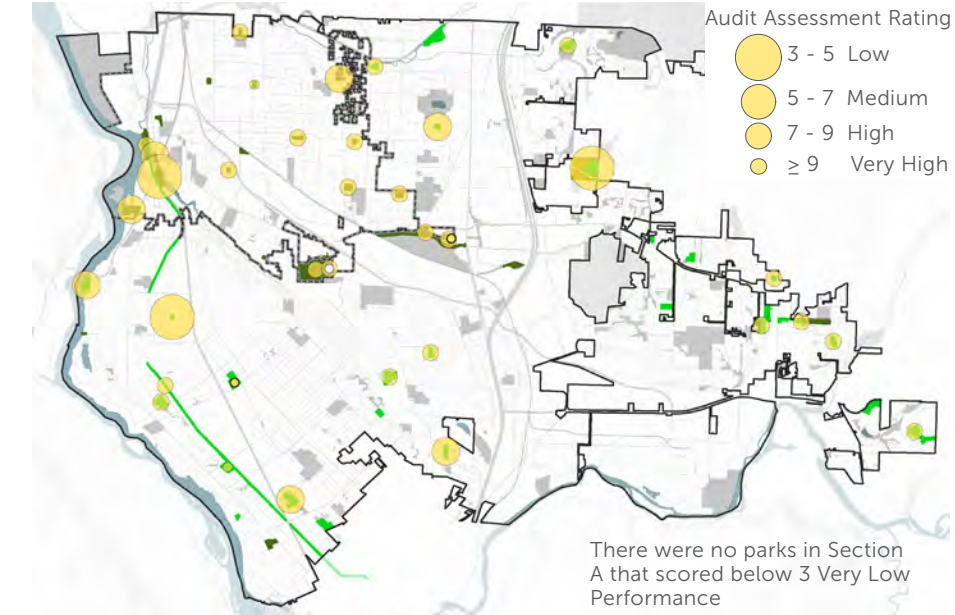 Audit Assessment Rating
3 - 5 Low
5 - 7 Medium
7 - 9 High
≥ 9 Very High
There were no parks in Section
A that scored below 3 Very Low
Performance